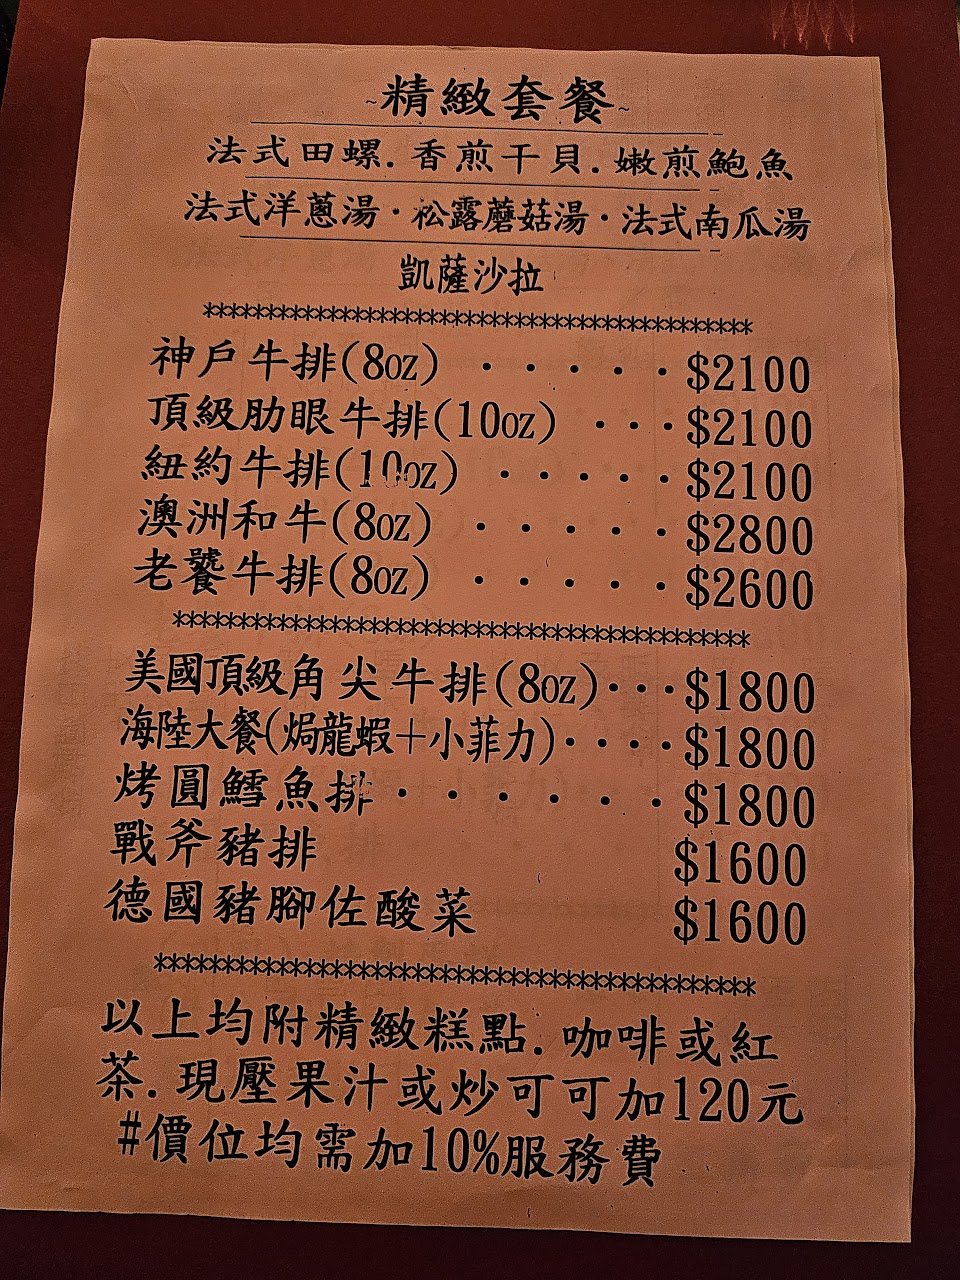 ~精緻套餐~
法式田螺.香煎干貝.嫩煎鮑魚
法式洋蔥湯·松露蘑菇湯·法式南瓜湯
凱薩沙拉
******************************************
神戶牛排(8oz) ·····$2100
頂級肋眼牛排(10oz) ···$2100
紐約牛排(10oz) ·····$2100
澳洲和牛(8oz) ·····$2800
老饕牛排(8oz) ·····$2600
******************************************
美國頂級角尖牛排(8oz)···$1800
海陸大餐(焗龍蝦+小菲力)····$1800
烤圓鱈魚排·······$1800
戰斧豬排 $1600
德國豬腳佐酸菜 $1600
******************************************
以上均附精緻糕點.咖啡或紅
茶.現壓果汁或炒可可加120元
#價位均需加10%服務費